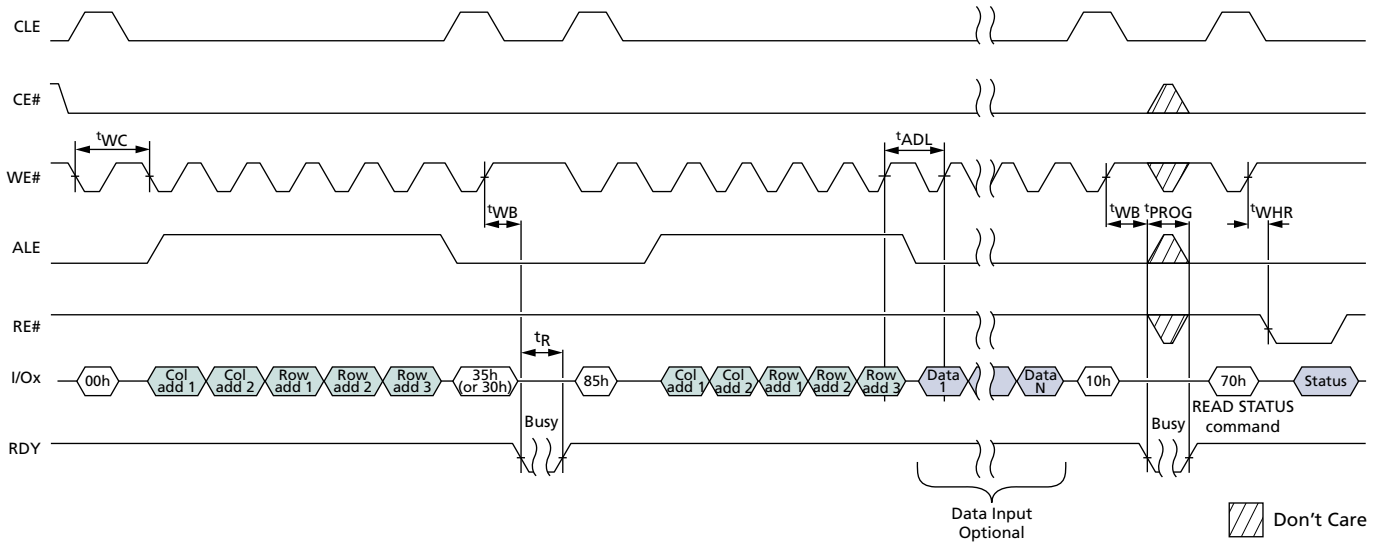 CLE
CE#
tWC
tADL
WE#
tWB
tWB
tPROG
tWHR
ALE
RE#
tR
I/Ox
00h
Col
add 1
Col
add 2
Row
add 1
Row
add 2
Row
add 3
35h
(or 30h)
85h
Col
add 1
Col
add 2
Row
add 1
Row
add 2
Row
add 3
Data
1
Data
N
10h
70h
Status
READ STATUS
command
Busy
Busy
RDY
Data Input
Optional
Don't Care